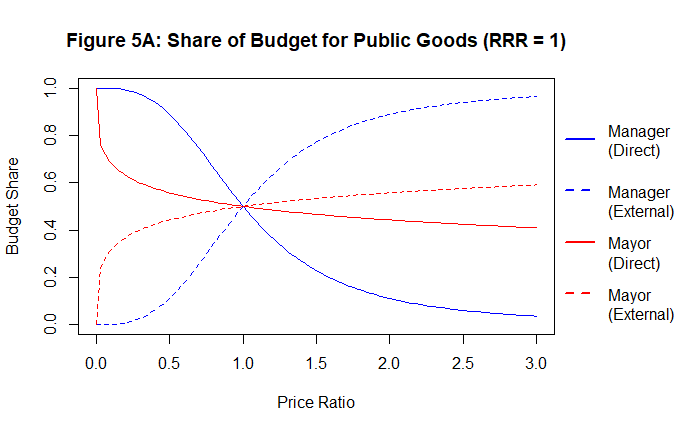 Figure 5A: Share of Budget for Public Goods (RRR = 1)
1.0
0.8
0.6
0.4
0.2
0.0
Budget Share
0.0 0.5 1.0 1.5 2.0 2.5 3.0
Price Ratio
Manager
(Direct)
Manager
(External)
Mayor
(Direct)
Mayor
(External)